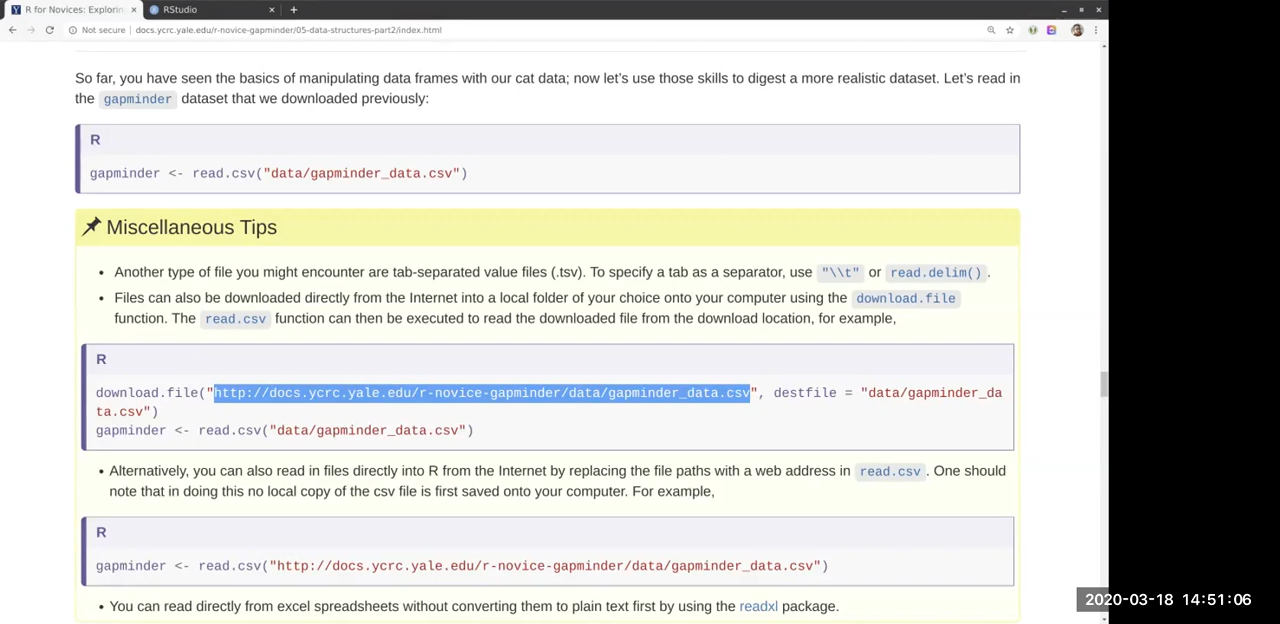 R for Novices: Explorin
RStudio
Not secure | docs.ycrc.yale.edu/r-novice-gapminder/05-data-structures-part2/index.html
So far, you have seen the basics of manipulating data frames with our cat data; now let's use those skills to digest a more realistic dataset. Let's read in
the gapminder dataset that we downloaded previously:
R
gapminder <- read.csv("data/gapminder_data.csv")
Miscellaneous Tips
• Another type of file you might encounter are tab-separated value files (.tsv). To specify a tab as a separator, use "\\t" or read.delim().
• Files can also be downloaded directly from the Internet into a local folder of your choice onto your computer using the download.file
function. The read.csv function can then be executed to read the downloaded file from the download location, for example,
R
download.file("http://docs.ycrc.yale.edu/r-novice-gapminder/data/gapminder_data.csv", destfile = "data/gapminder_da
ta.csv")
gapminder <- read.csv("data/gapminder_data.csv")
• Alternatively, you can also read in files directly into R from the Internet by replacing the file paths with a web address in read.csv. One should
note that in doing this no local copy of the csv file is first saved onto your computer. For example,
R
gapminder <- read.csv("http://docs.ycrc.yale.edu/r-novice-gapminder/data/gapminder_data.csv")
• You can read directly from excel spreadsheets without converting them to plain text first by using the readxl package.
2020-03-18 14:51:06